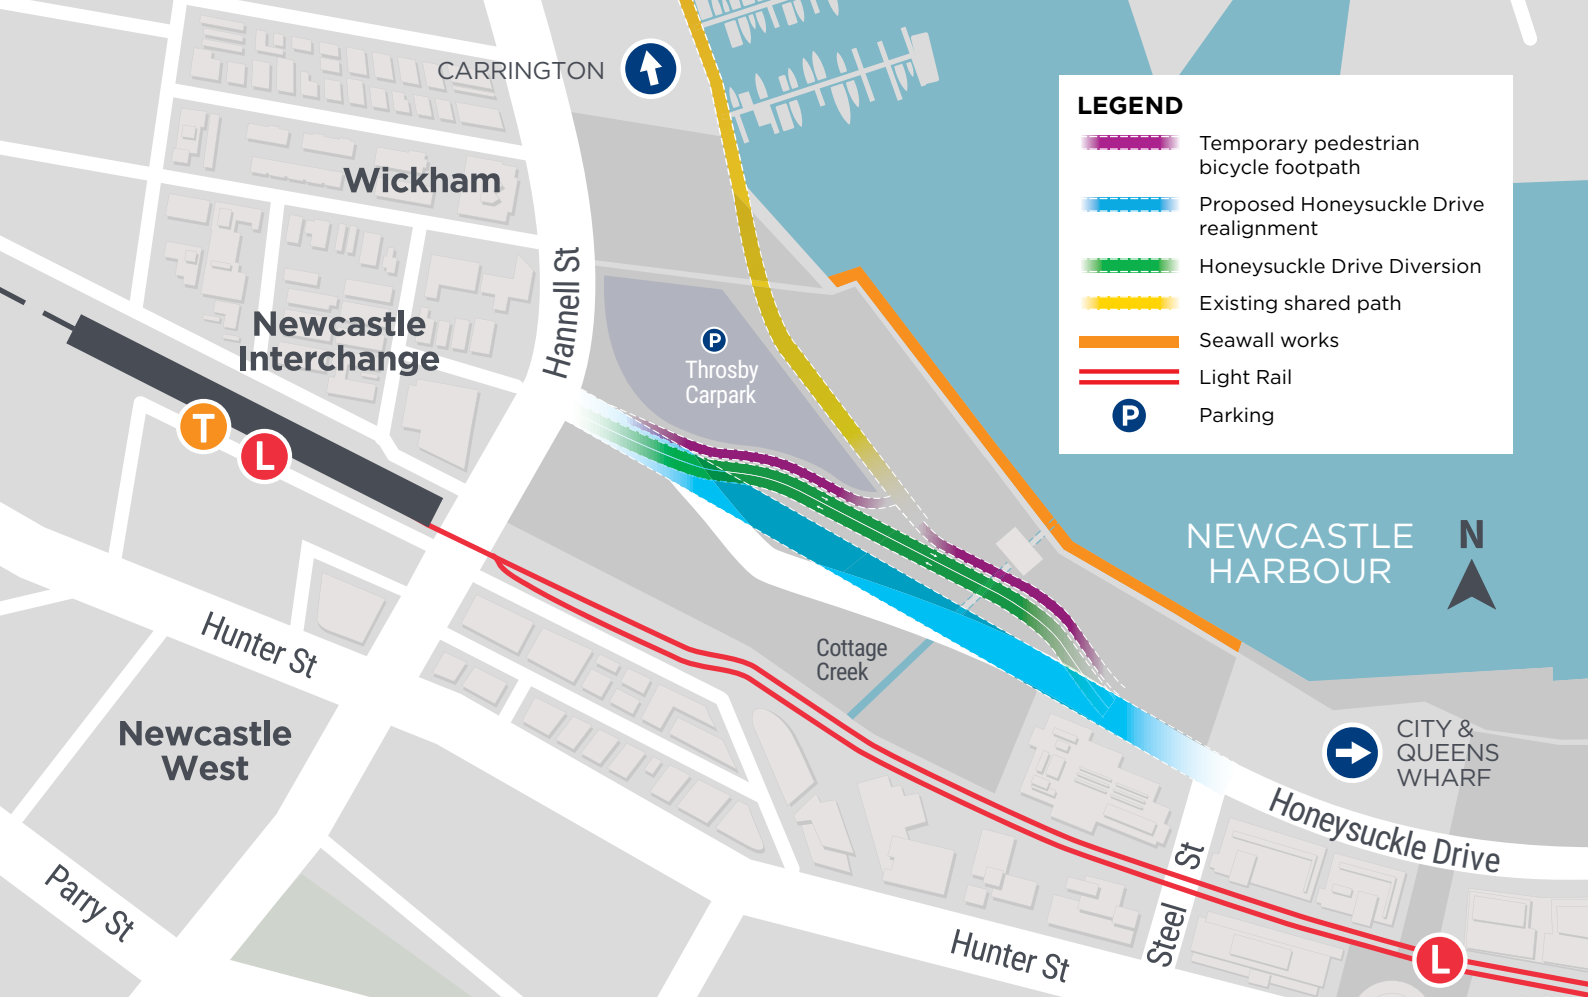 CARRINGTON
Wickham
Hannell St
Newcastle
Interchange
T
L
P
Throsby
Carpark
LEGEND
Temporary pedestrian
bicycle footpath
Proposed Honeysuckle Drive
realignment
Honeysuckle Drive Diversion
Existing shared path
Seawall works
Light Rail
P
Parking
NEWCASTLE
HARBOUR
N
Hunter St
Cottage
Creek
Newcastle
West
CITY &
QUEENS
WHARF
Honeysuckle Drive
Parry St
Steel St
Hunter St
L